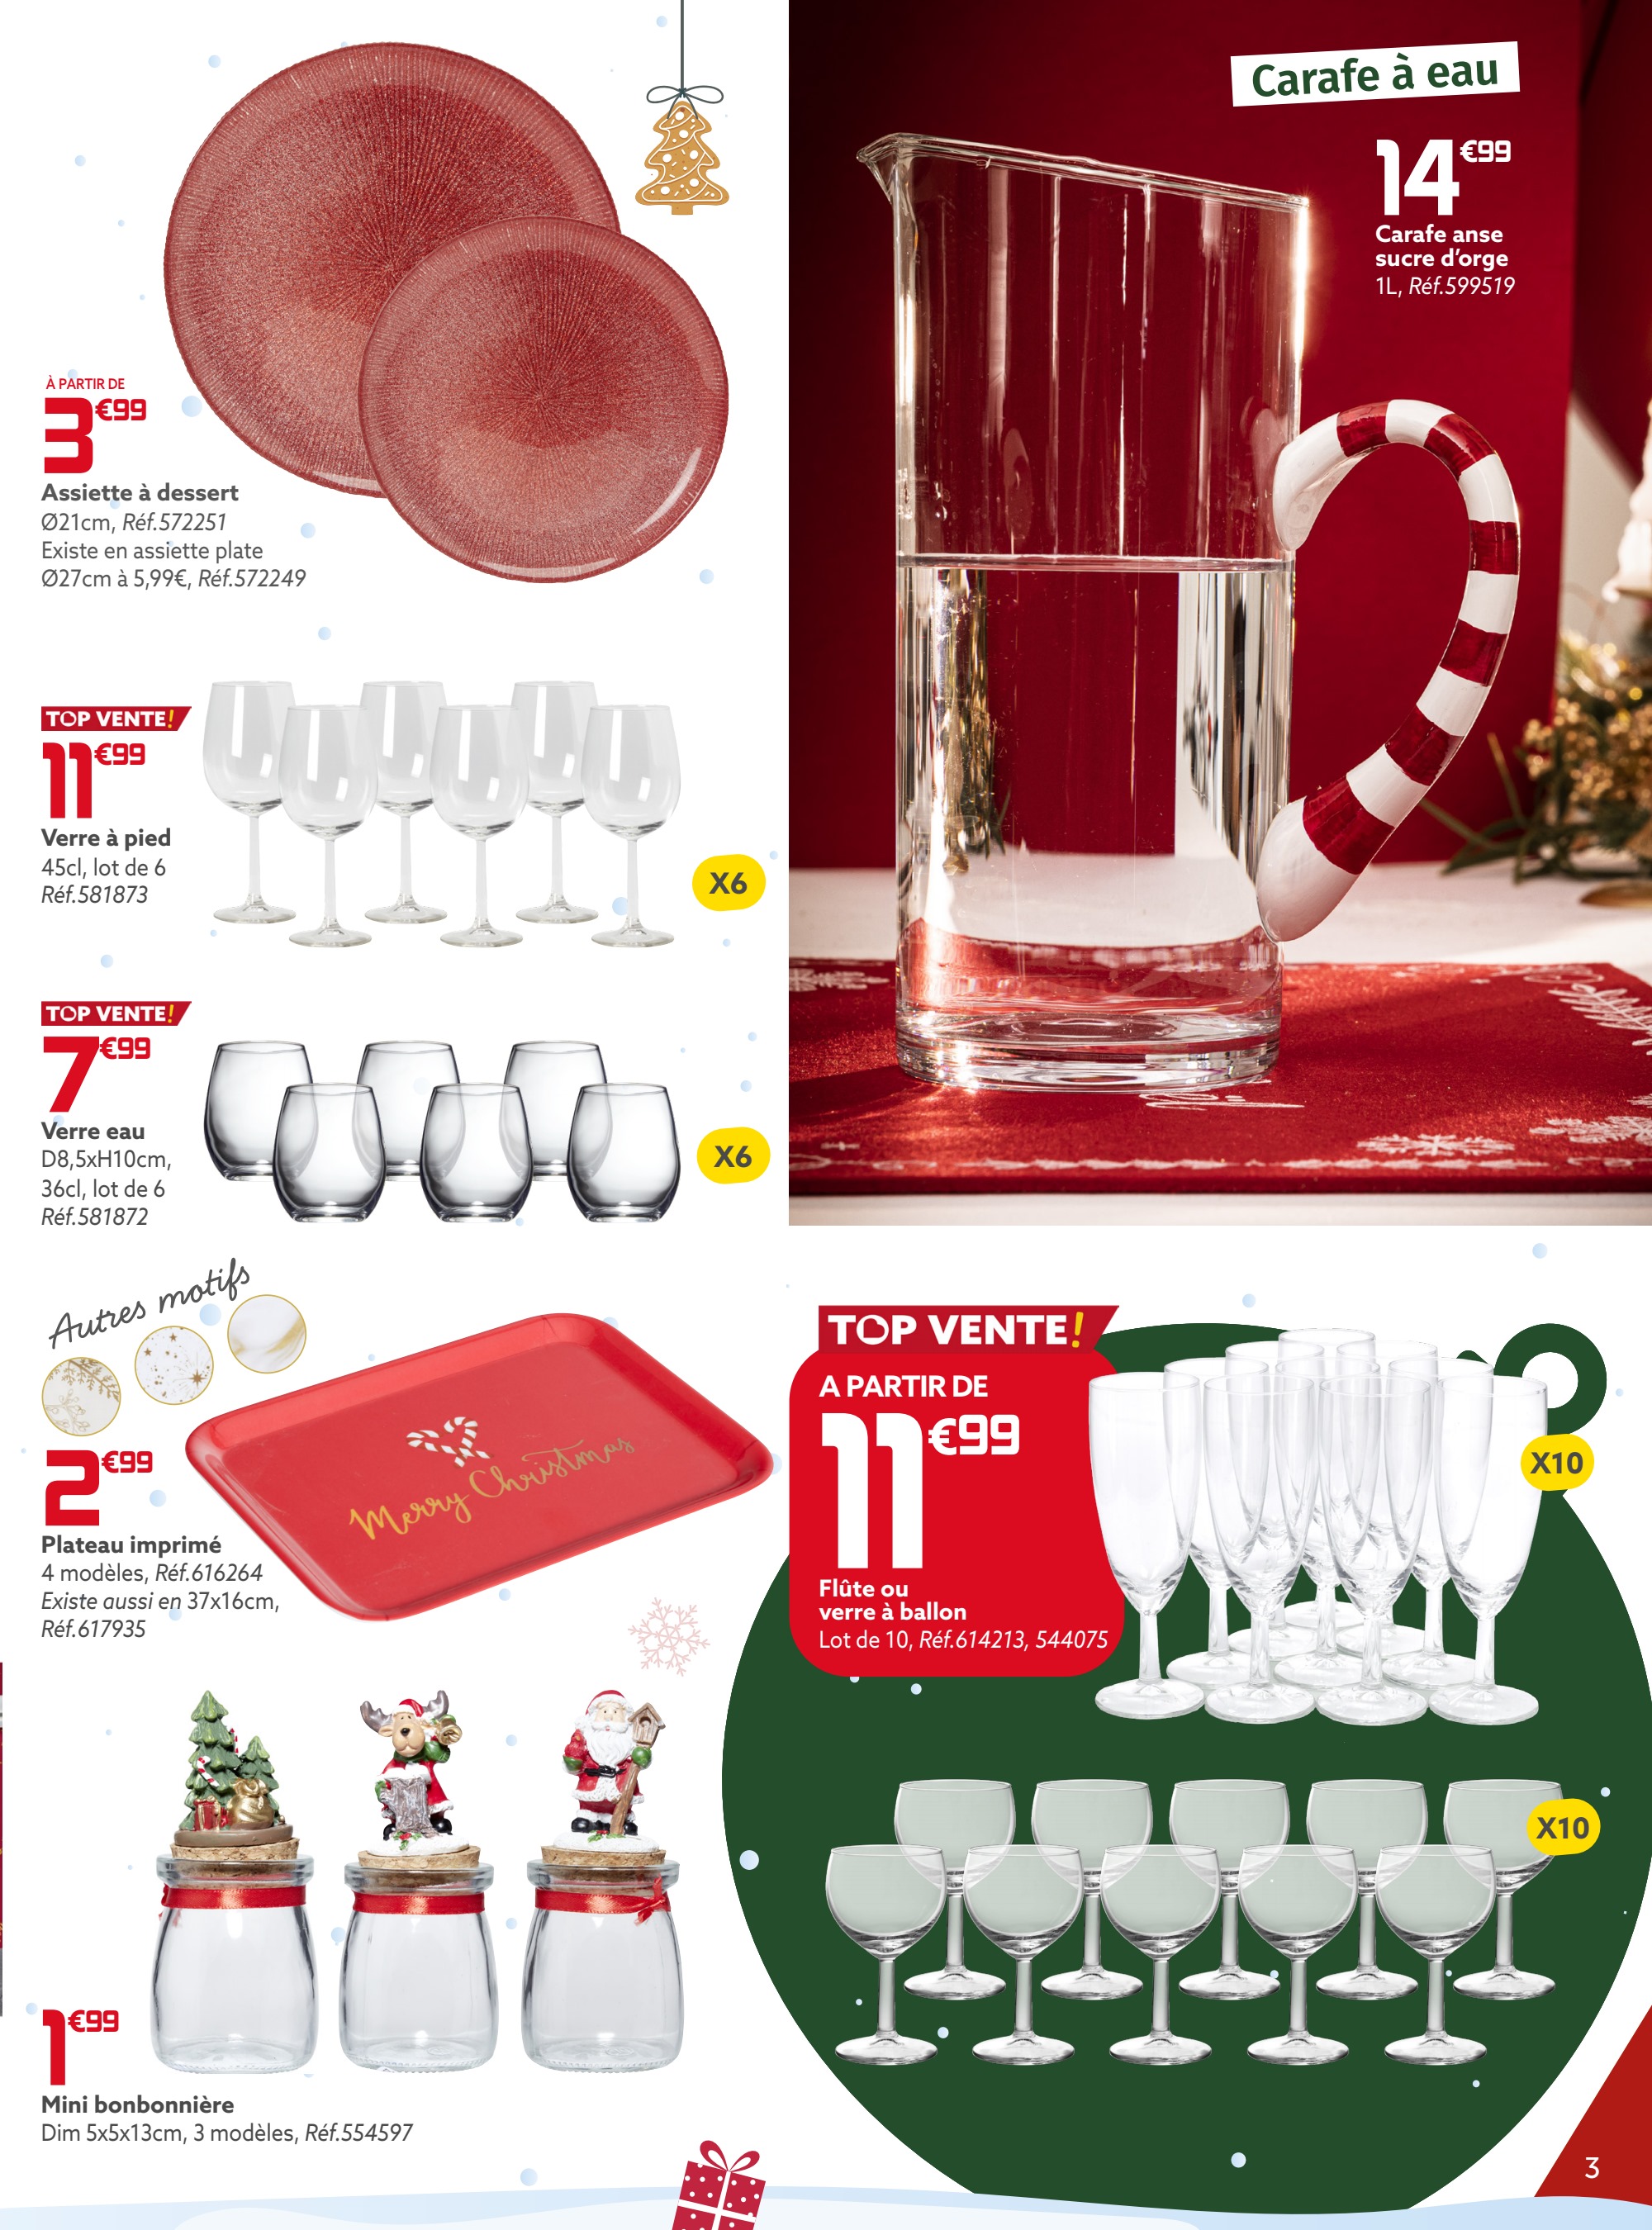 À PARTIR DE
3€99
Assiette à dessert
Ø21cm, Réf.572251
Existe en assiette plate
Ø27cm à 5,99€, Réf.572249
Carafe à eau
14€99
Carafe anse
sucre d'orge
1L, Réf.599519
TOP VENTE!
11€99
Verre à pied
45cl, lot de 6
Réf.581873
X6
TOP VENTE!
7€99
Verre eau
D8,5xH10cm,
36cl, lot de 6
Réf.581872
X6
Autres motifs
2€99
Plateau imprimé
4 modèles, Réf.616264
Existe aussi en 37x16cm,
Réf.617935
Merry Christmas
TOP VENTE!
A PARTIR DE
11€99
Flûte ou
verre à ballon
Lot de 10, Réf.614213, 544075
X10
X10
1€99
Mini bonbonnière
Dim 5x5x13cm, 3 modèles, Réf.554597
3